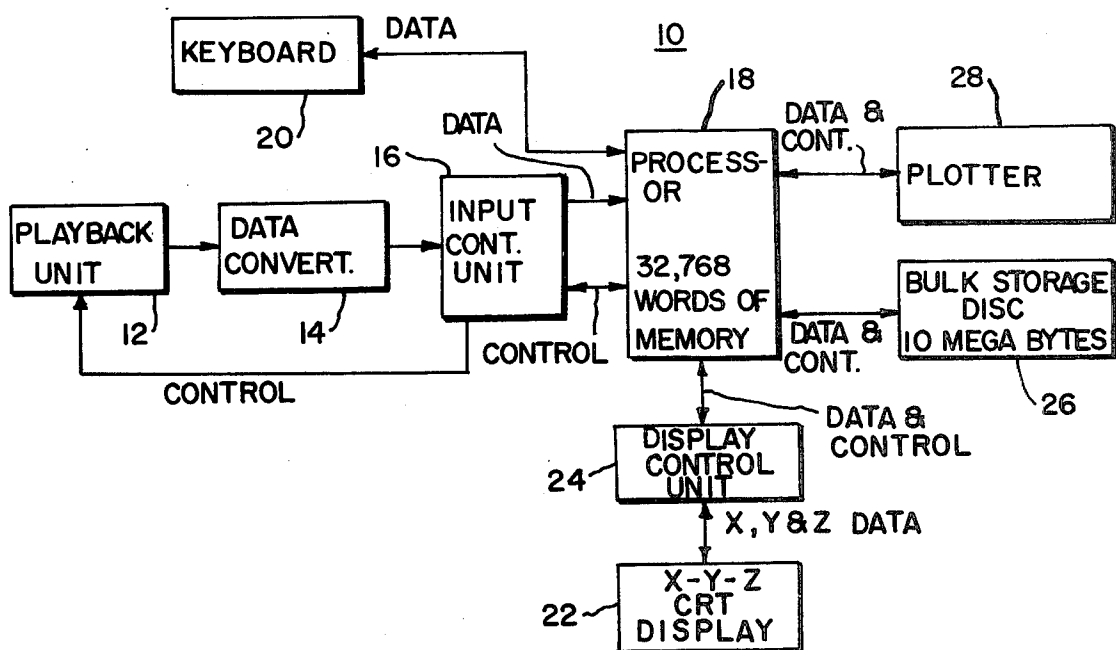 KEYBOARD
DATA
10
20
DATA
18
28
DATA &
CONT.
PLOTTER
16
INPUT
CONT.
UNIT
PROCESS-
OR
32,768
WORDS OF
MEMORY
PLAYBACK
UNIT
DATA
CONVERT.
12
14
CONTROL
CONTROL
DATA &
CONT.
BULK STORAGE
DISC
10 MEGA BYTES
26
DATA &
CONTROL
DISPLAY
CONTROL
UNIT
24
X, Y & Z DATA
X-Y-Z
CRT
DISPLAY
22